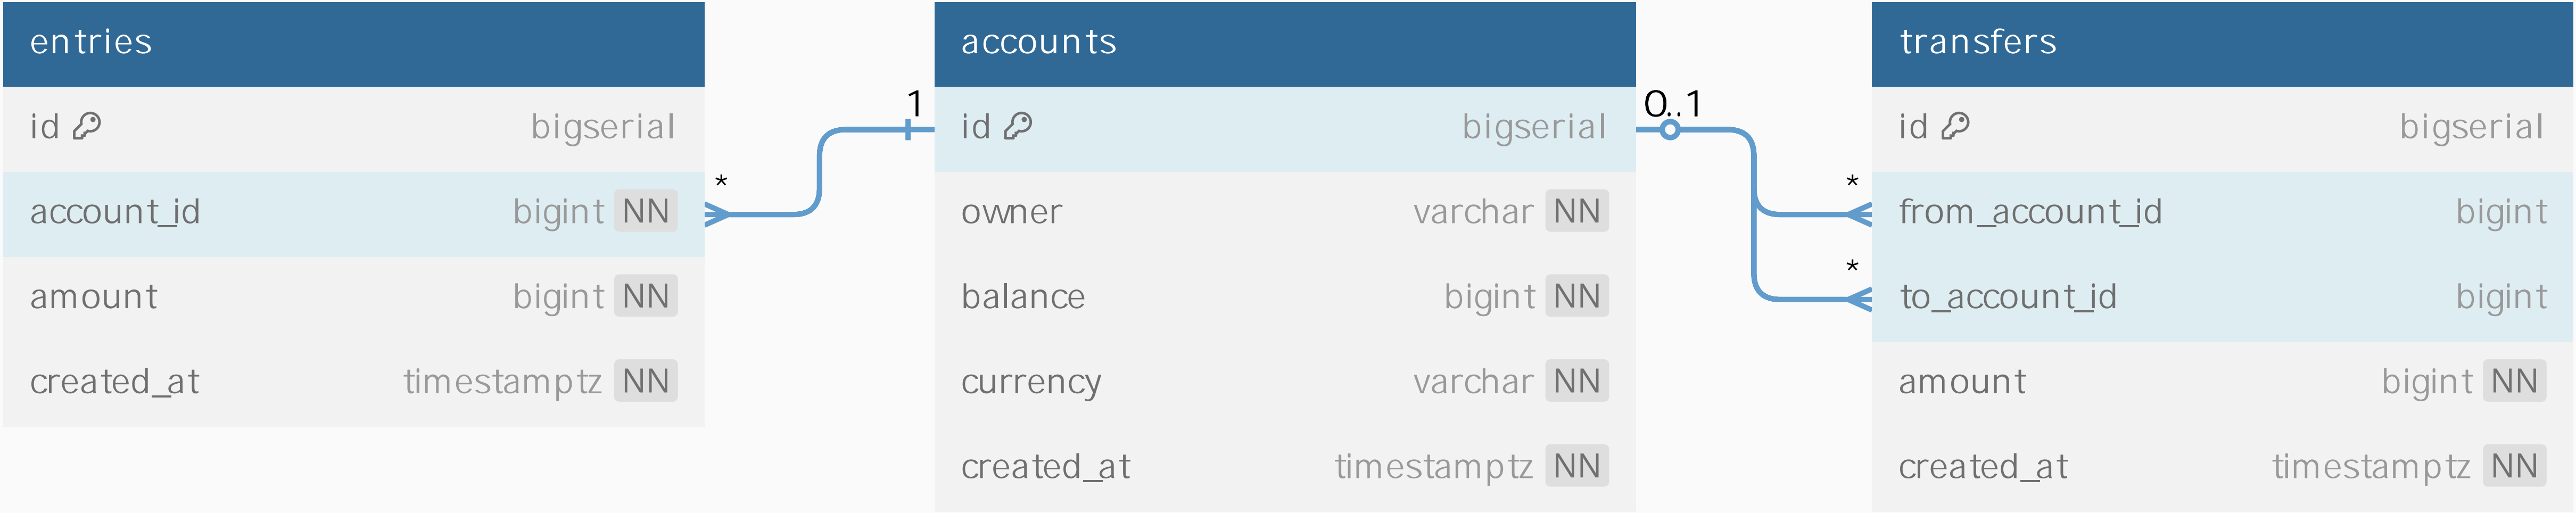 entries
id bigserial
account_id bigint NN
amount bigint NN
created_at timestamptz NN
1
*
accounts
id bigserial
owner varchar NN
balance bigint NN
currency varchar NN
created_at timestamptz NN
0..1
*
*
transfers
id bigserial
from_account_id bigint
to_account_id bigint
amount bigint NN
created_at timestamptz NN